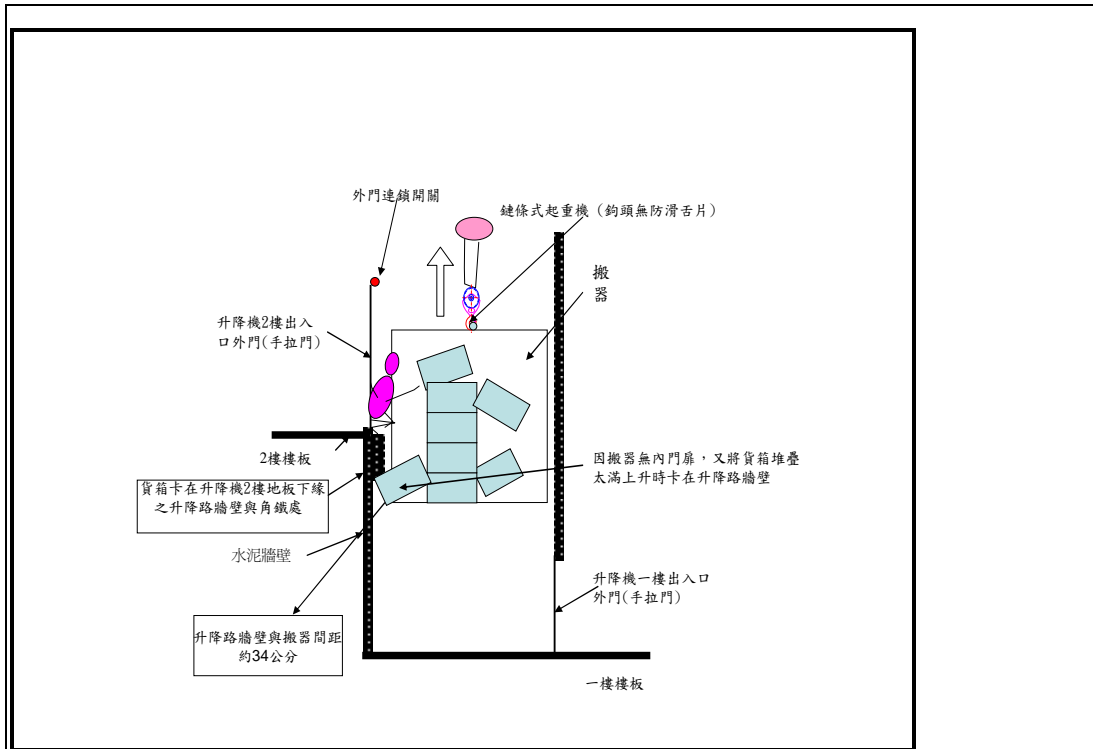 外門連鎖開關
鏈條式起重機（鉤頭無防滑舌片）
搬
器
升降機2樓出入
口外門(手拉門)
2樓樓板
因搬器無內門扉，又將貨箱堆疊
太滿上升時卡在升降路牆壁
貨箱卡在升降機2樓地板下緣
之升降路牆壁與角鐵處
水泥牆壁
升降機一樓出入口
外門(手拉門)
升降路牆壁與搬器間距
約34公分
一樓樓板